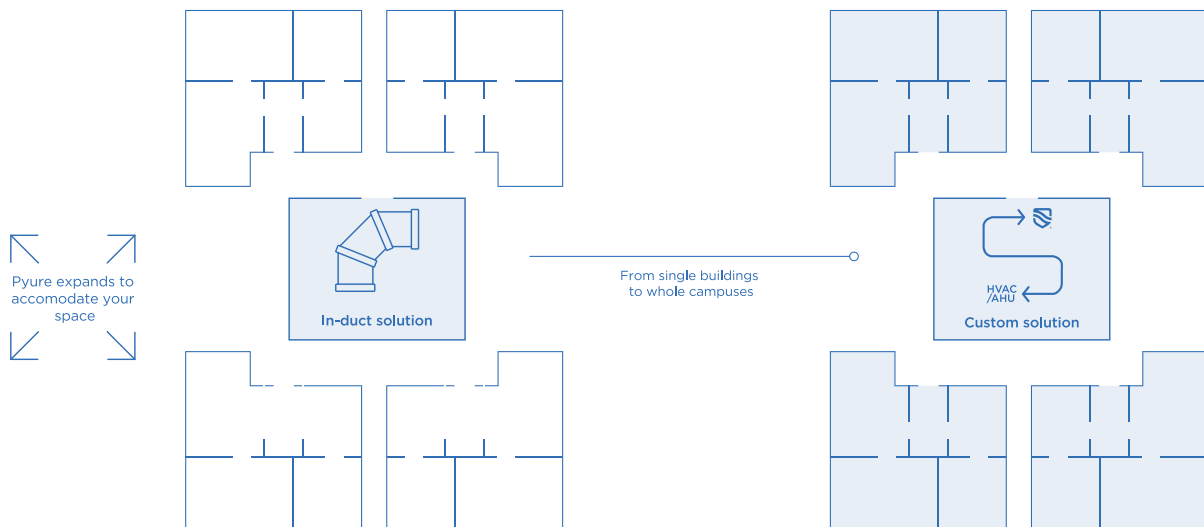 Pyure expands to
accomodate your
space
In-duct solution
From single buildings
to whole campuses
HVAC
/AHU
Custom solution